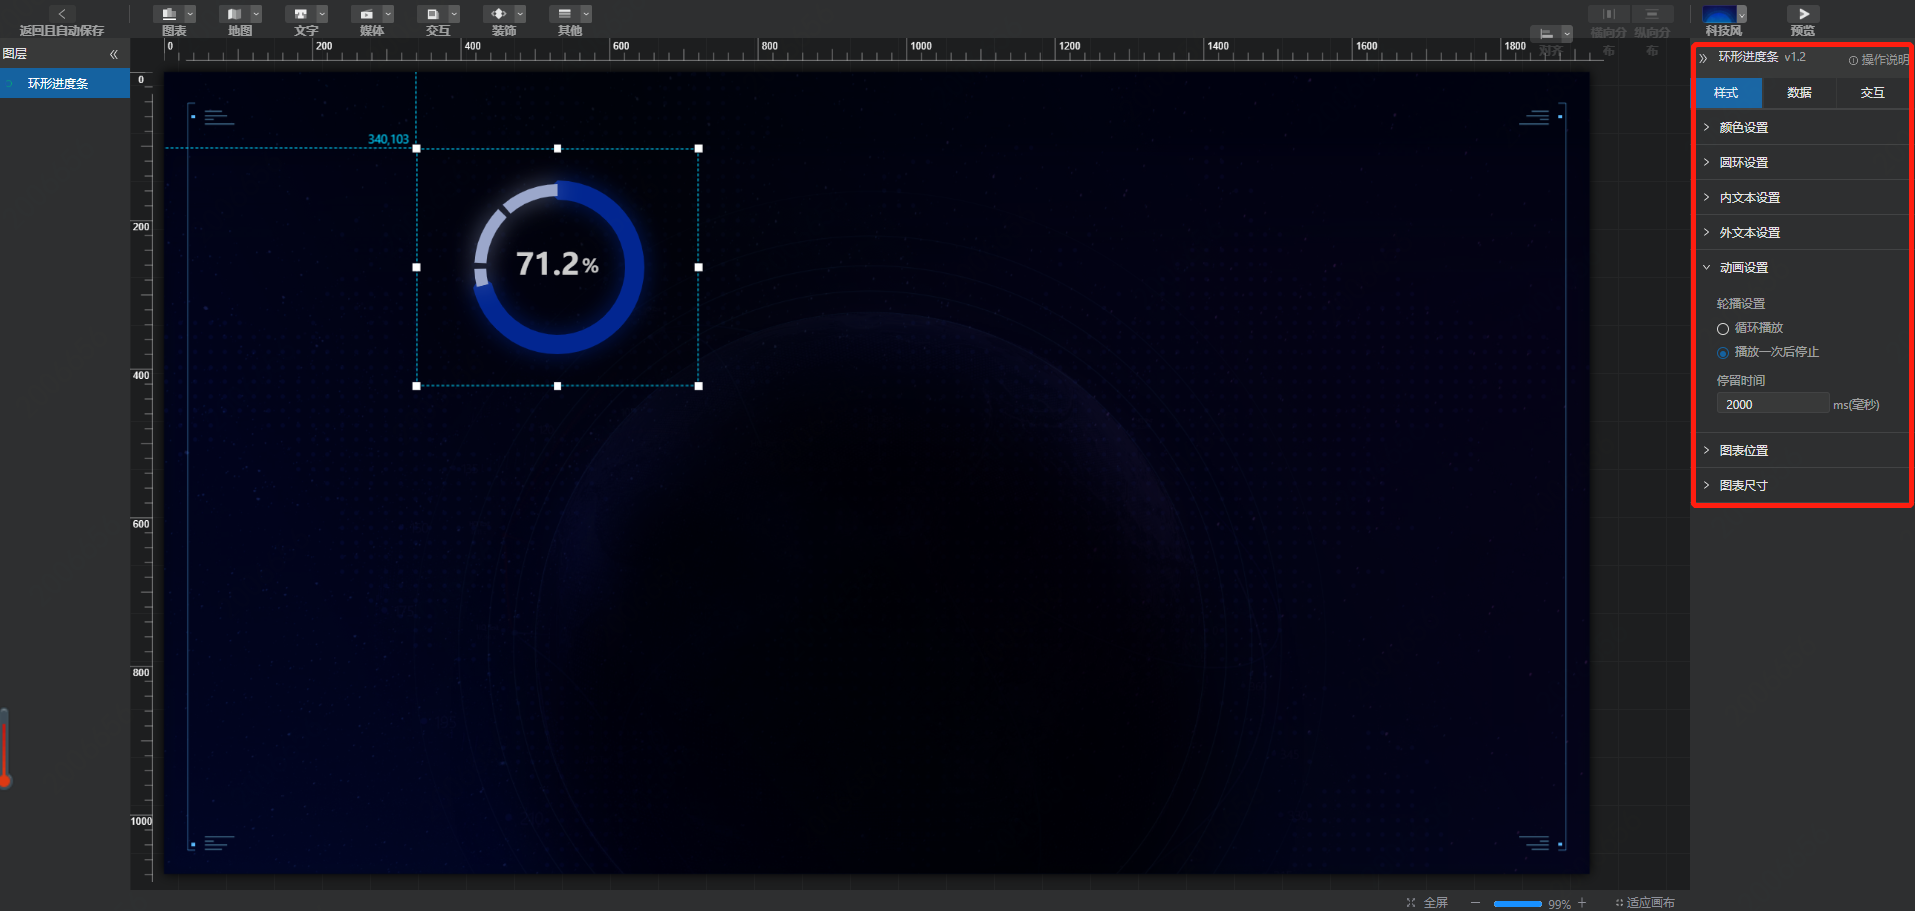 返回且自动保存
图表
地图
文字
媒体
交互
装饰
其他
对齐
横向分布
纵向分布
科技风
预览
图层
环形进度条
0
200
400
600
800
1000
1200
1400
1600
1800
0
200
400
600
800
1000
340,103
71.2%
环形进度条 v1.2
操作说明
样式
数据
交互
颜色设置
圆环设置
内文本设置
外文本设置
动画设置
轮播设置
循环播放
播放一次后停止
停留时间
2000 ms(毫秒)
图表位置
图表尺寸
全屏
99%
适应画布